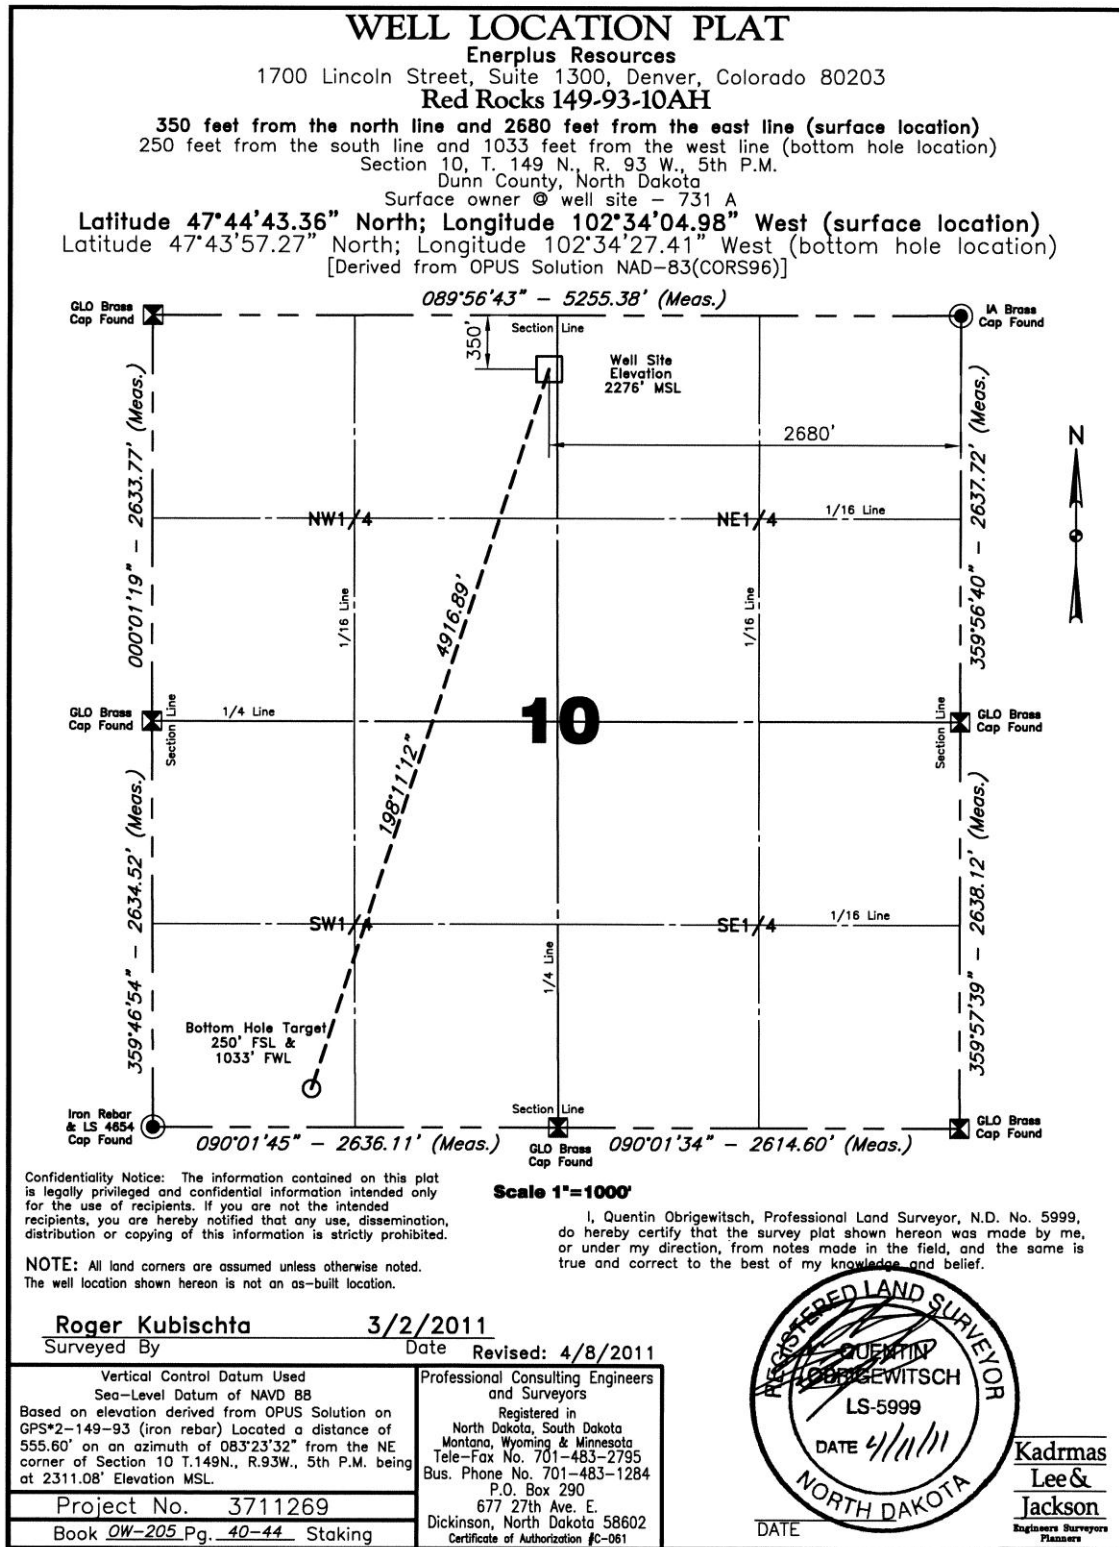 WELL LOCATION PLAT
Enerplus Resources
1700 Lincoln Street, Suite 1300, Denver, Colorado 80203
Red Rocks 149-93-10AH
350 feet from the north line and 2680 feet from the east line (surface location)
250 feet from the south line and 1033 feet from the west line (bottom hole location)
Section 10, T. 149 N., R. 93 W., 5th P.M.
Dunn County, North Dakota
Surface owner @ well site – 731 A
Latitude 47°44'43.36" North; Longitude 102°34'04.98" West (surface location)
Latitude 47°43'57.27" North; Longitude 102°34'27.41" West (bottom hole location)
[Derived from OPUS Solution NAD-83(CORS96)]
089°56'43" – 5255.38' (Meas.)
GLO Brass
Cap Found
IA Brass
Cap Found
Section Line
350'
Well Site
Elevation
2276' MSL
2680'
N
000°01'19" – 2633.77' (Meas.)
359°56'40" – 2637.72' (Meas.)
NW1/4
NE1/4
1/16 Line
1/16 Line
1/16 Line
4916.89'
198°11'12"
GLO Brass
Cap Found
1/4 Line
Section Line
10
Section Line
GLO Brass
Cap Found
359°46'54" – 2634.52' (Meas.)
359°57'39" – 2638.12' (Meas.)
SW1/4
SE1/4
1/16 Line
1/4 Line
Bottom Hole Target
250' FSL &
1033' FWL
Iron Rebar
& LS 4654
Cap Found
Section Line
090°01'45" – 2636.11' (Meas.)
GLO Brass
Cap Found
090°01'34" – 2614.60' (Meas.)
GLO Brass
Cap Found
Confidentiality Notice: The information contained on this plat
is legally privileged and confidential information intended only
for the use of recipients. If you are not the intended
recipients, you are hereby notified that any use, dissemination,
distribution or copying of this information is strictly prohibited.
NOTE: All land corners are assumed unless otherwise noted.
The well location shown hereon is not an as-built location.
Scale 1"=1000'
I, Quentin Obrigewitsch, Professional Land Surveyor, N.D. No. 5999,
do hereby certify that the survey plat shown hereon was made by me,
or under my direction, from notes made in the field, and the same is
true and correct to the best of my knowledge and belief.
Roger Kubischta 3/2/2011
Surveyed By Date Revised: 4/8/2011
Vertical Control Datum Used
Sea-Level Datum of NAVD 88
Based on elevation derived from OPUS Solution on
GPS*2-149-93 (iron rebar) Located a distance of
555.60' on an azimuth of 083°23'32" from the NE
corner of Section 10 T.149N., R.93W., 5th P.M. being
at 2311.08' Elevation MSL.
Project No. 3711269
Book OW-205 Pg. 40-44 Staking
Professional Consulting Engineers
and Surveyors
Registered in
North Dakota, South Dakota
Montana, Wyoming & Minnesota
Tele-Fax No. 701-483-2795
Bus. Phone No. 701-483-1284
P.O. Box 290
677 27th Ave. E.
Dickinson, North Dakota 58602
Certificate of Authorization #C-061
REGISTERED LAND SURVEYOR
QUENTIN
OBRIGEWITSCH
LS-5999
DATE 4/11/11
NORTH DAKOTA
DATE
Kadrmas
Lee &
Jackson
Engineers Surveyors
Planners